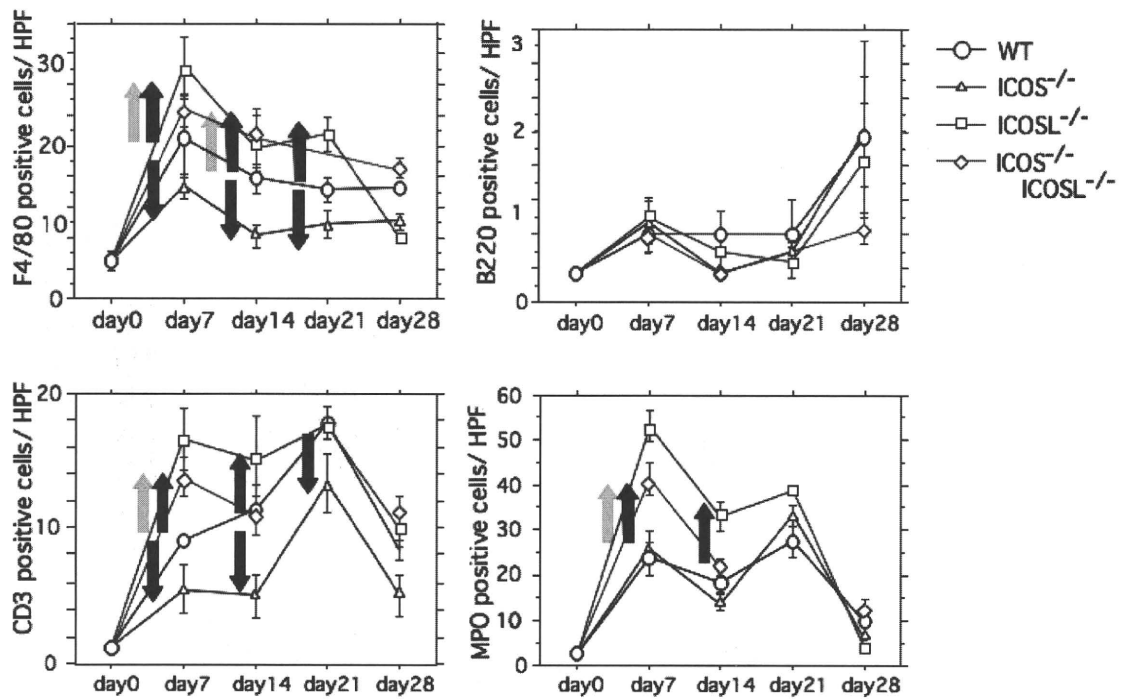 F4/80 positive cells/ HPF
30
20
10
0
day0 day7 day14 day21 day28
B220 positive cells/ HPF
3
2
1
0
day0 day7 day14 day21 day28
WT
ICOS-/-
ICOSL-/-
ICOS-/-
ICOSL-/-
CD3 positive cells/ HPF
20
10
0
day0 day7 day14 day21 day28
MPO positive cells/ HPF
60
50
40
30
20
10
0
day0 day7 day14 day21 day28